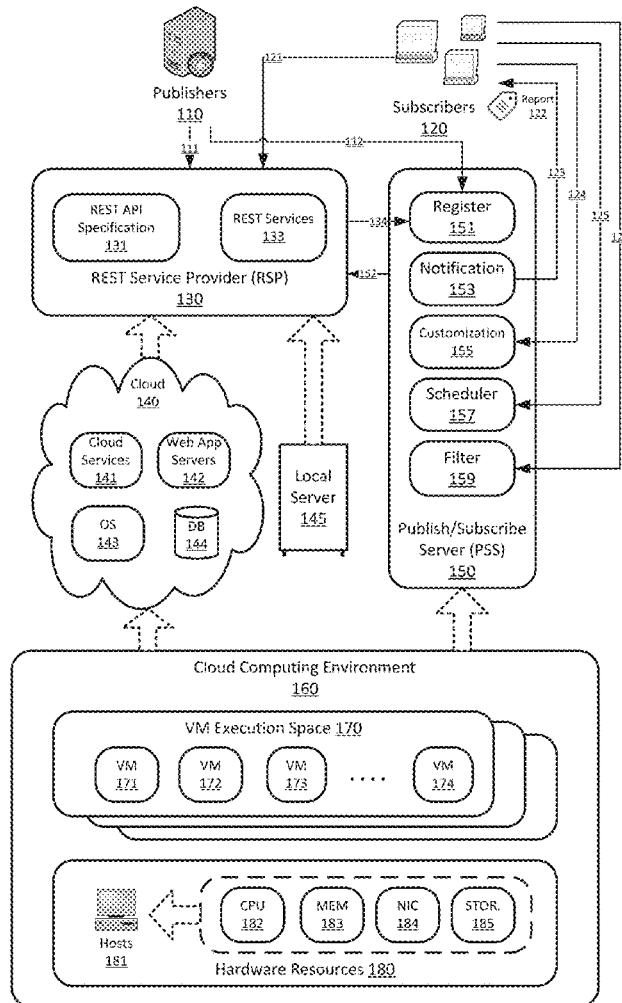 121
Publishers
110
Subscribers
120
Report
122
111
112
123
124
125
REST API
Specification
131
REST Services
133
REST Service Provider (RSP)
130
134
152
Register
151
Notification
153
Customization
155
Scheduler
157
Filter
159
Publish/Subscribe
Server (PSS)
150
Cloud
140
Cloud
Services
141
Web App
Servers
142
OS
143
DB
144
Local
Server
145
Cloud Computing Environment
160
VM Execution Space 170
VM
171
VM
172
VM
173
....
VM
174
Hosts
181
CPU
182
MEM
183
NIC
184
STOR.
185
Hardware Resources 180